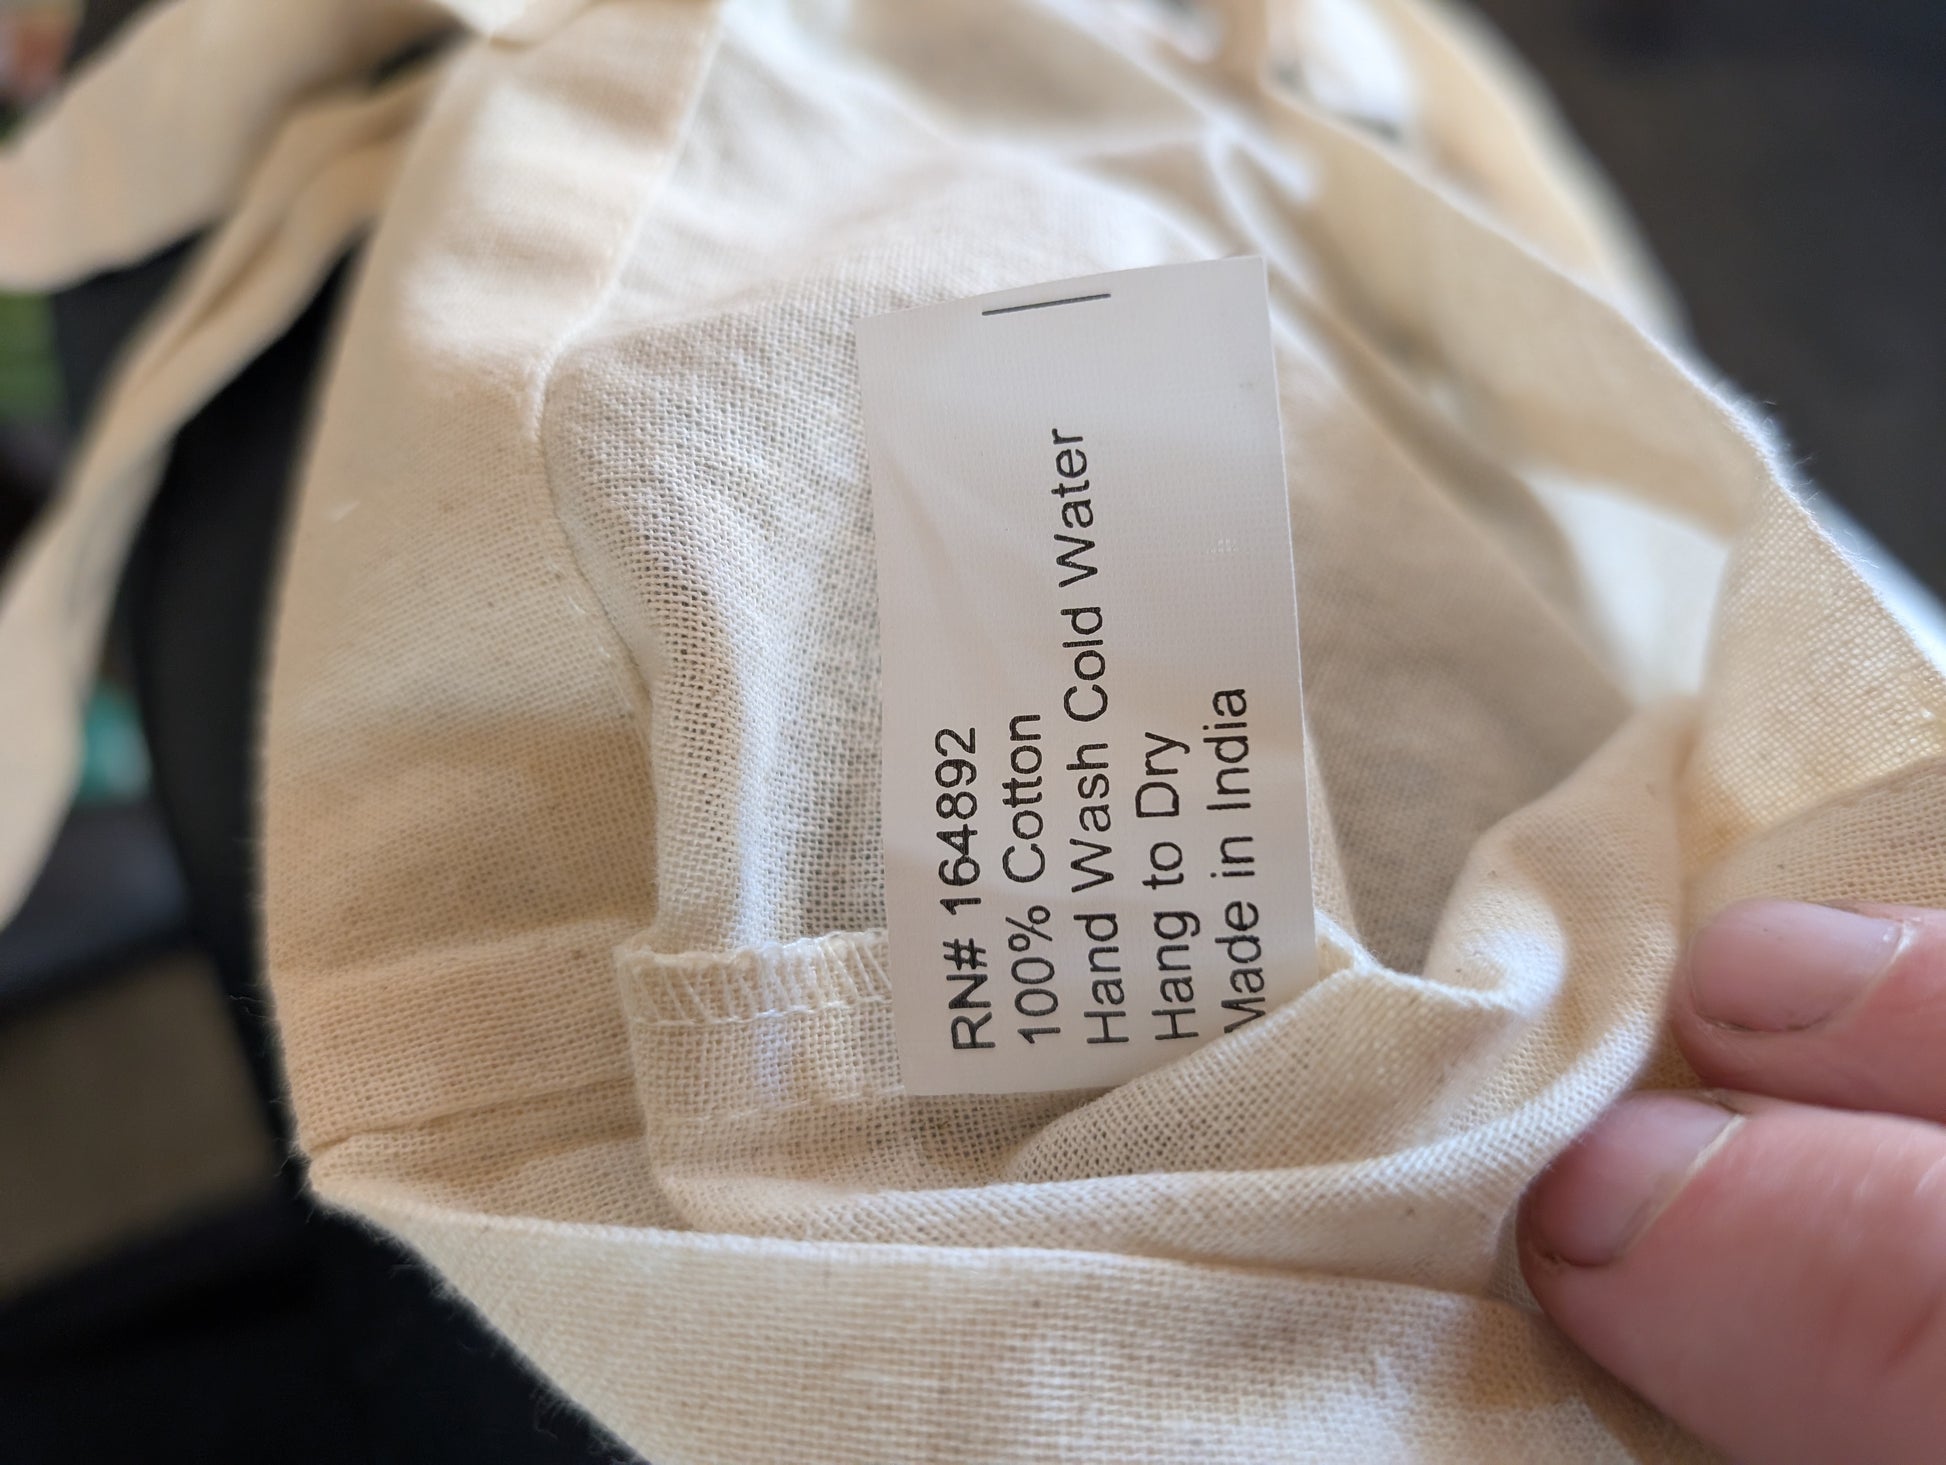 RN# 164892
100% Cotton
Hand Wash Cold Water
Hang to Dry
Made in India